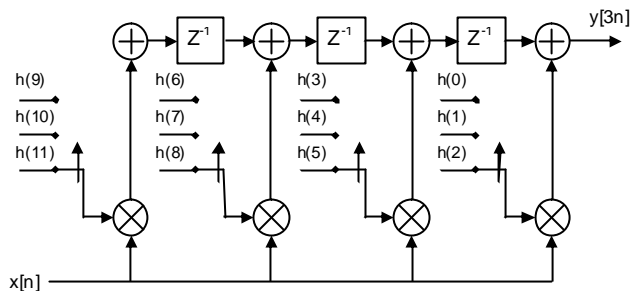 y[3n]
Z⁻¹ Z⁻¹ Z⁻¹
h(9) h(6) h(3) h(0)
h(10) h(7) h(4) h(1)
h(11) h(8) h(5) h(2)
x[n]